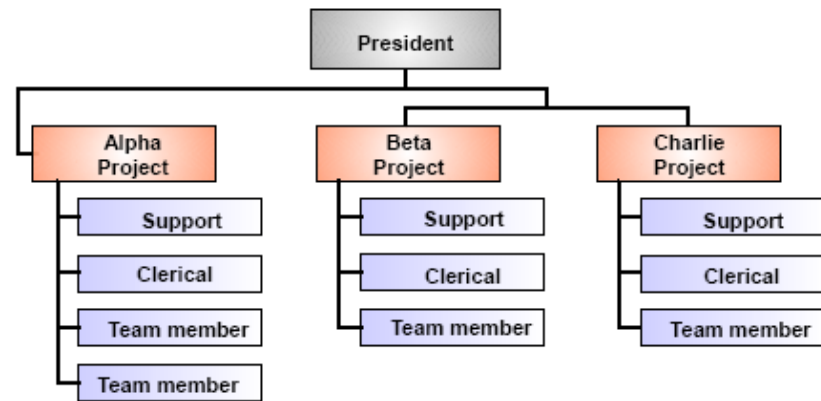 President
Alpha
Project
Beta
Project
Charlie
Project
Support
Clerical
Team member
Team member
Support
Clerical
Team member
Support
Clerical
Team member